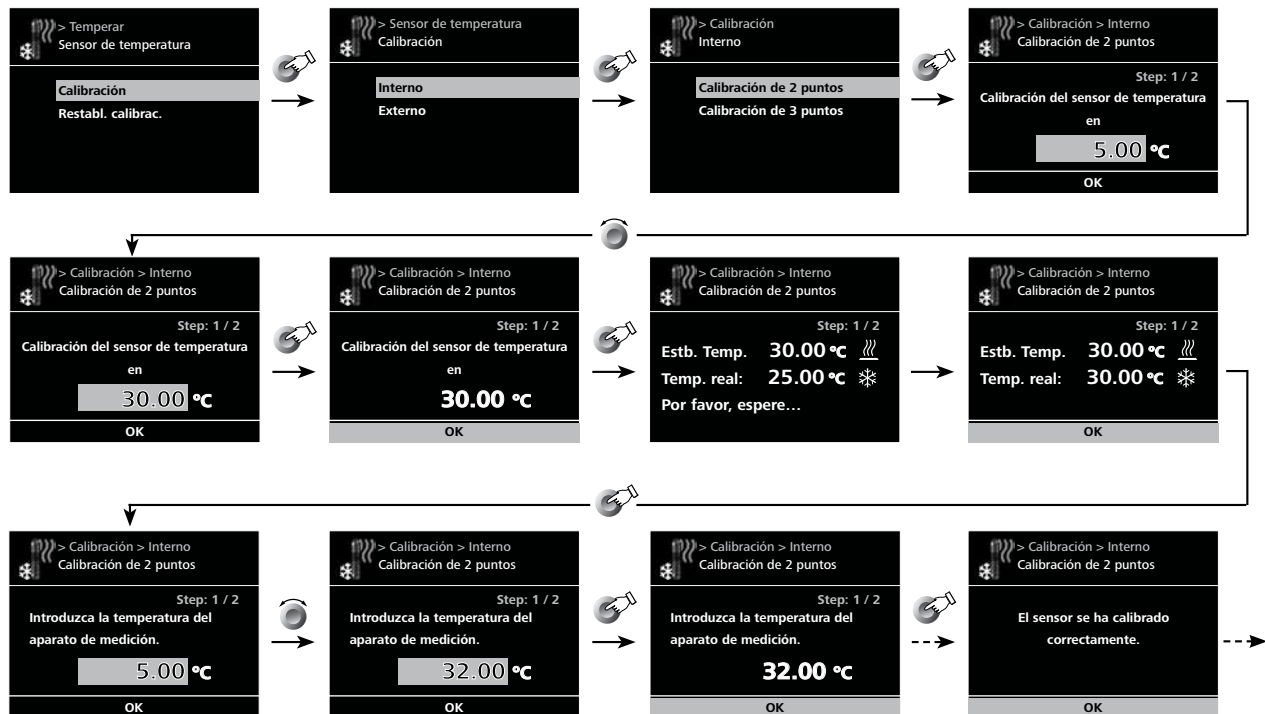 > Temperar
Sensor de temperatura
Calibración
Restabl. calibrac.
> Sensor de temperatura
Calibración
Interno
Externo
> Calibración
Interno
Calibración de 2 puntos
Calibración de 3 puntos
> Calibración > Interno
Calibración de 2 puntos
Step: 1 / 2
Calibración del sensor de temperatura
en
5.00 °C
OK
> Calibración > Interno
Calibración de 2 puntos
Step: 1 / 2
Calibración del sensor de temperatura
en
30.00 °C
OK
> Calibración > Interno
Calibración de 2 puntos
Step: 1 / 2
Calibración del sensor de temperatura
en
30.00 °C
OK
> Calibración > Interno
Calibración de 2 puntos
Step: 1 / 2
Estb. Temp. 30.00 °C
Temp. real: 25.00 °C
Por favor, espere...
> Calibración > Interno
Calibración de 2 puntos
Step: 1 / 2
Estb. Temp. 30.00 °C
Temp. real: 30.00 °C
OK
> Calibración > Interno
Calibración de 2 puntos
Step: 1 / 2
Introduzca la temperatura del
aparato de medición.
5.00 °C
OK
> Calibración > Interno
Calibración de 2 puntos
Step: 1 / 2
Introduzca la temperatura del
aparato de medición.
32.00 °C
OK
> Calibración > Interno
Calibración de 2 puntos
Step: 1 / 2
Introduzca la temperatura del
aparato de medición.
32.00 °C
OK
> Calibración > Interno
Calibración de 2 puntos
El sensor se ha calibrado
correctamente.
OK